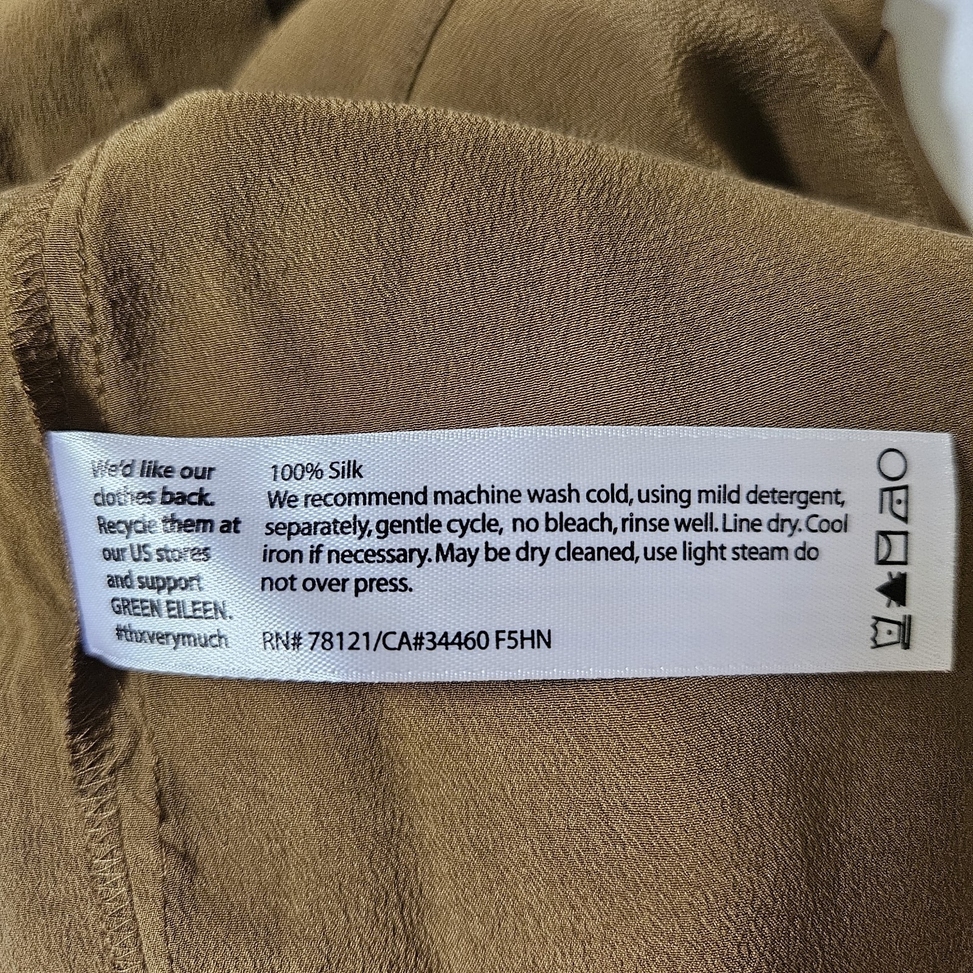 We'd like our
clothes back.
Recycle them at
our US stores
and support
GREEN EILEEN.
#thxverymuch
100% Silk
We recommend machine wash cold, using mild detergent,
separately, gentle cycle, no bleach, rinse well. Line dry. Cool
iron if necessary. May be dry cleaned, use light steam do
not over press.
RN# 78121/CA#34460 F5HN